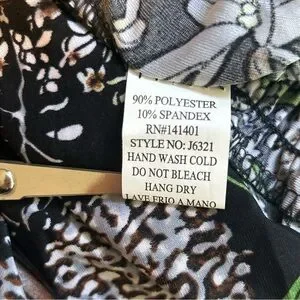 90% POLYESTER
10% SPANDEX
RN#141401
STYLE NO: J6321
HAND WASH COLD
DO NOT BLEACH
HANG DRY
LAVE FRIO A MANO